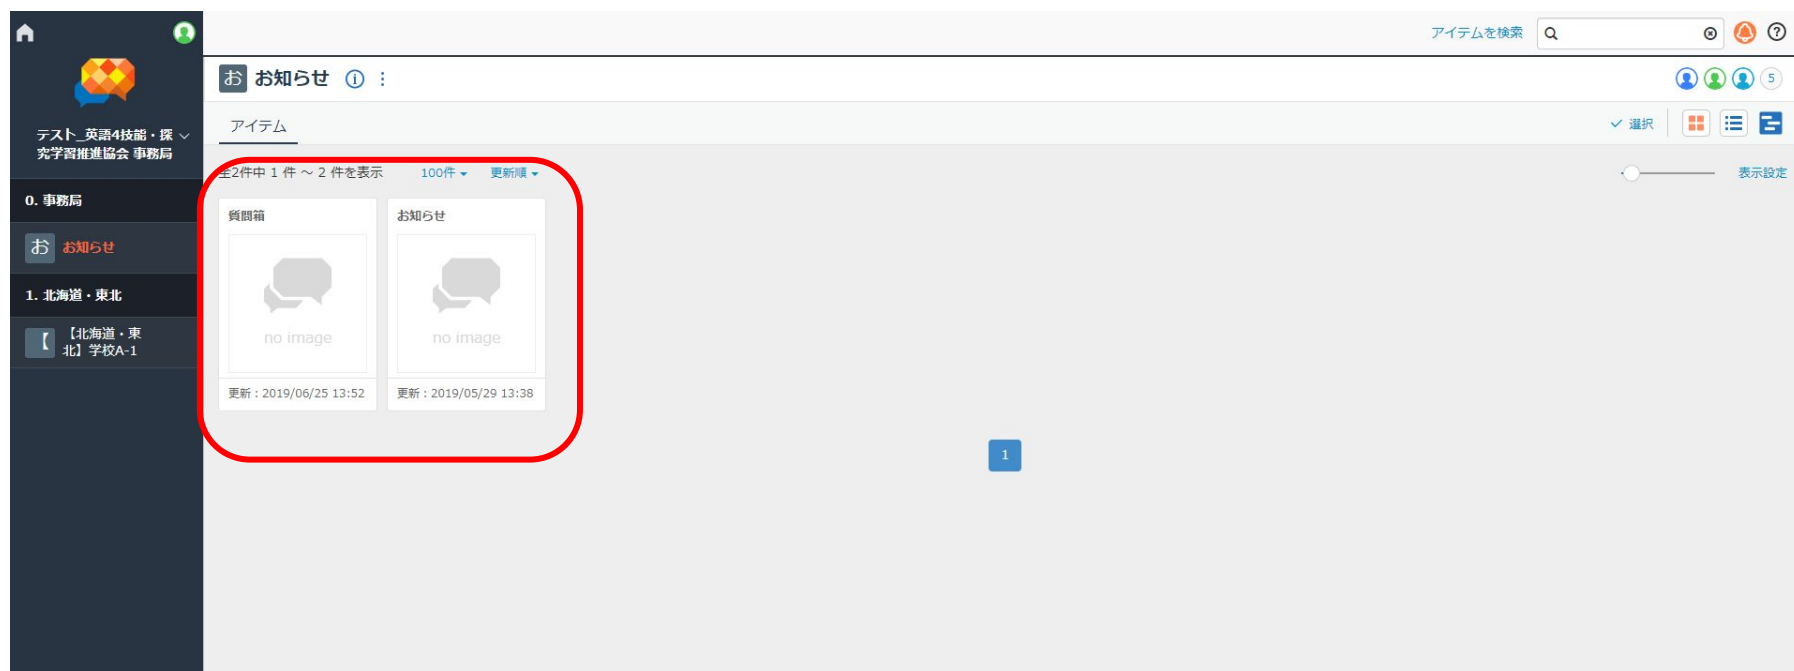 アイテムを検索
お お知らせ
5
テスト_英語4技能・探
究学習推進協会 事務局
アイテム
選択
0. 事務局
お お知らせ
1. 北海道・東北
【 【北海道・東
北】学校A-1
全2件中 1 件 ～ 2 件を表示 100件 更新順
表示設定
質問箱
no image
更新：2019/06/25 13:52
お知らせ
no image
更新：2019/05/29 13:38
1